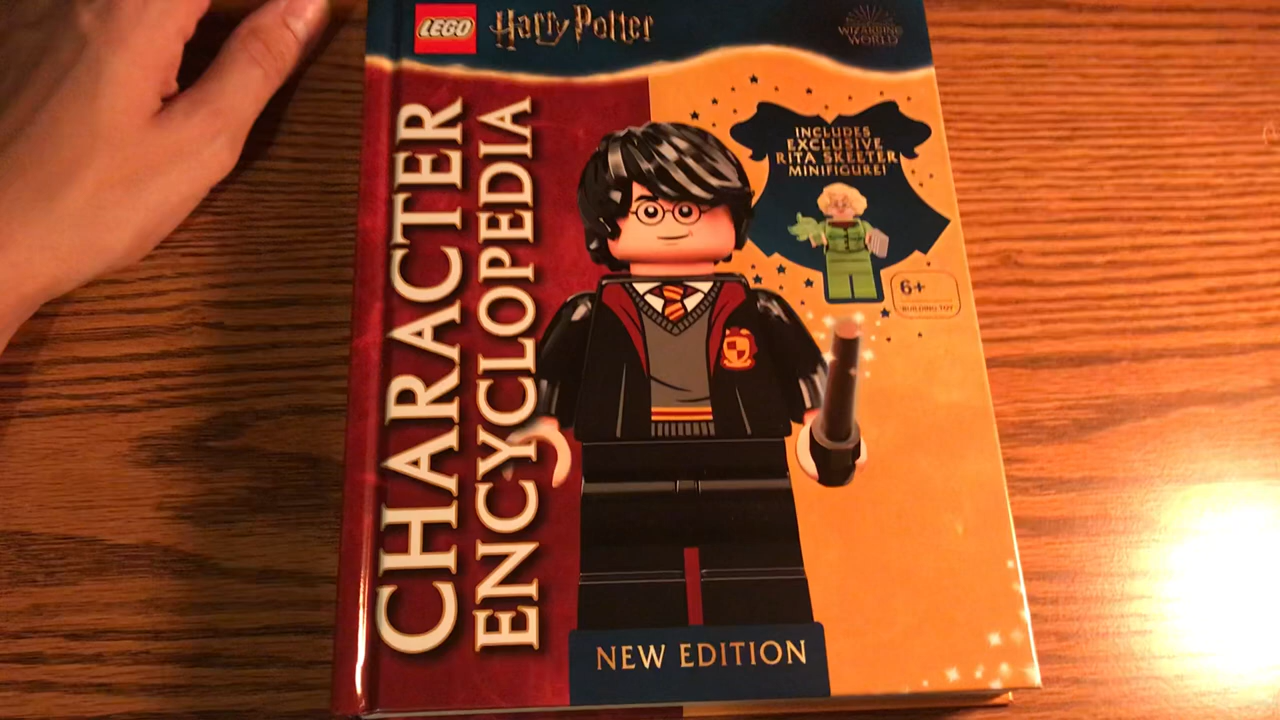 LEGO
Harry Potter
WIZARDING
WORLD
CHARACTER
ENCYCLOPEDIA
INCLUDES
EXCLUSIVE
RITA SKEETER
MINIFIGURE!
6+
BUILDING TOY
NEW EDITION